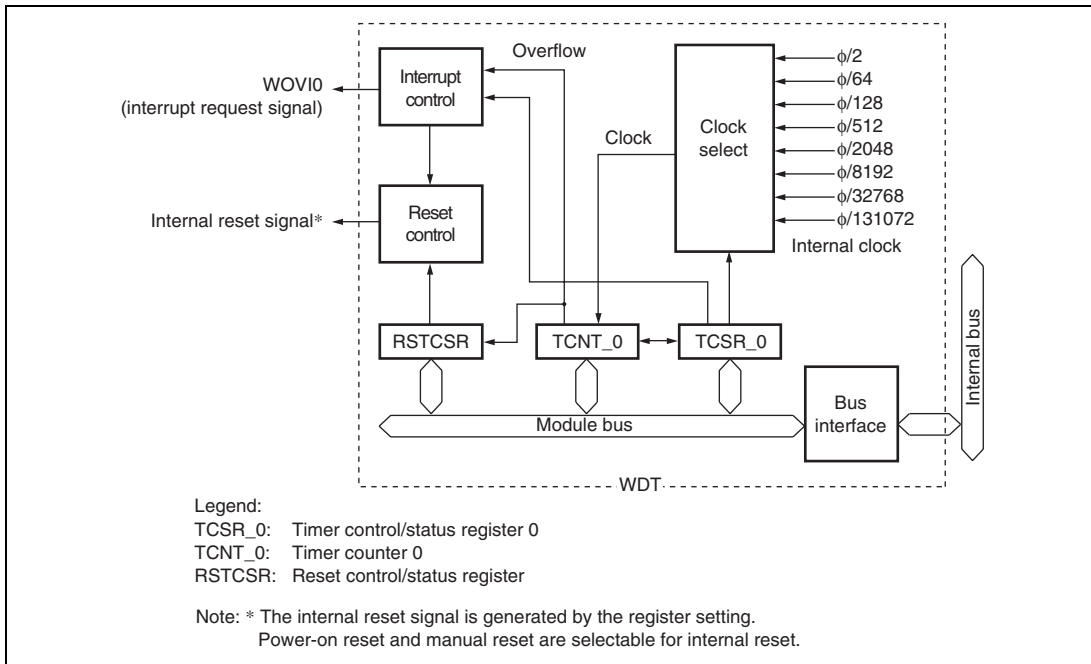 Overflow
WOVI0
(interrupt request signal)
Interrupt
control
Internal reset signal*
Reset
control
Clock
Clock
select
ϕ/2
ϕ/64
ϕ/128
ϕ/512
ϕ/2048
ϕ/8192
ϕ/32768
ϕ/131072
Internal clock
RSTCSR
TCNT_0
TCSR_0
Module bus
Bus
interface
Internal bus
WDT
Legend:
TCSR_0: Timer control/status register 0
TCNT_0: Timer counter 0
RSTCSR: Reset control/status register
Note: * The internal reset signal is generated by the register setting.
Power-on reset and manual reset are selectable for internal reset.